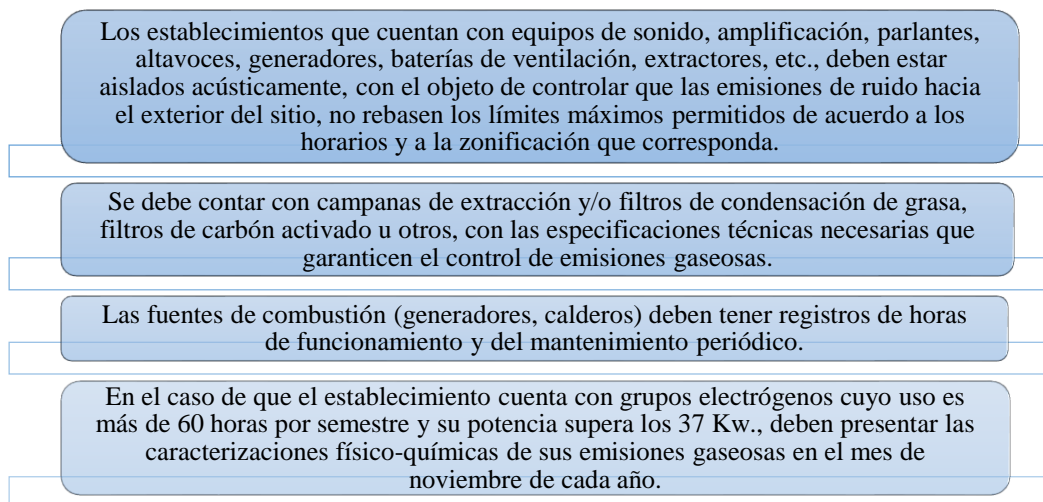 Los establecimientos que cuentan con equipos de sonido, amplificación, parlantes,
altavoces, generadores, baterías de ventilación, extractores, etc., deben estar
aislados acústicamente, con el objeto de controlar que las emisiones de ruido hacia
el exterior del sitio, no rebasen los límites máximos permitidos de acuerdo a los
horarios y a la zonificación que corresponda.
Se debe contar con campanas de extracción y/o filtros de condensación de grasa,
filtros de carbón activado u otros, con las especificaciones técnicas necesarias que
garanticen el control de emisiones gaseosas.
Las fuentes de combustión (generadores, calderos) deben tener registros de horas
de funcionamiento y del mantenimiento periódico.
En el caso de que el establecimiento cuenta con grupos electrógenos cuyo uso es
más de 60 horas por semestre y su potencia supera los 37 Kw., deben presentar las
caracterizaciones físico-químicas de sus emisiones gaseosas en el mes de
noviembre de cada año.